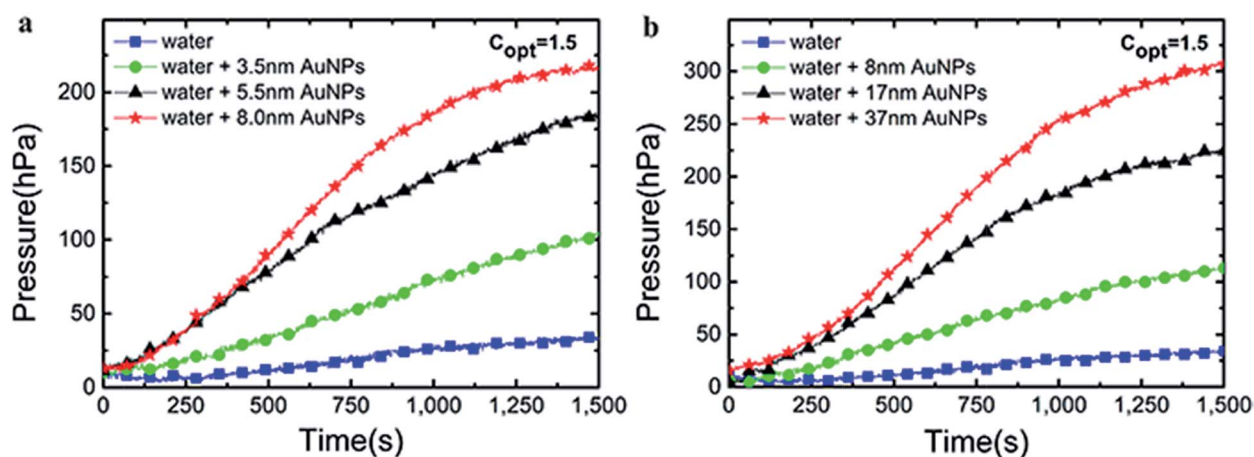 a
water
water + 3.5nm AuNPs
water + 5.5nm AuNPs
water + 8.0nm AuNPs
Copt=1.5
Pressure(hPa)
200
150
100
50
0
0 250 500 750 1,000 1,250 1,500
Time(s)
b
water
water + 8nm AuNPs
water + 17nm AuNPs
water + 37nm AuNPs
Copt=1.5
Pressure(hPa)
300
250
200
150
100
50
0
0 250 500 750 1,000 1,250 1,500
Time(s)